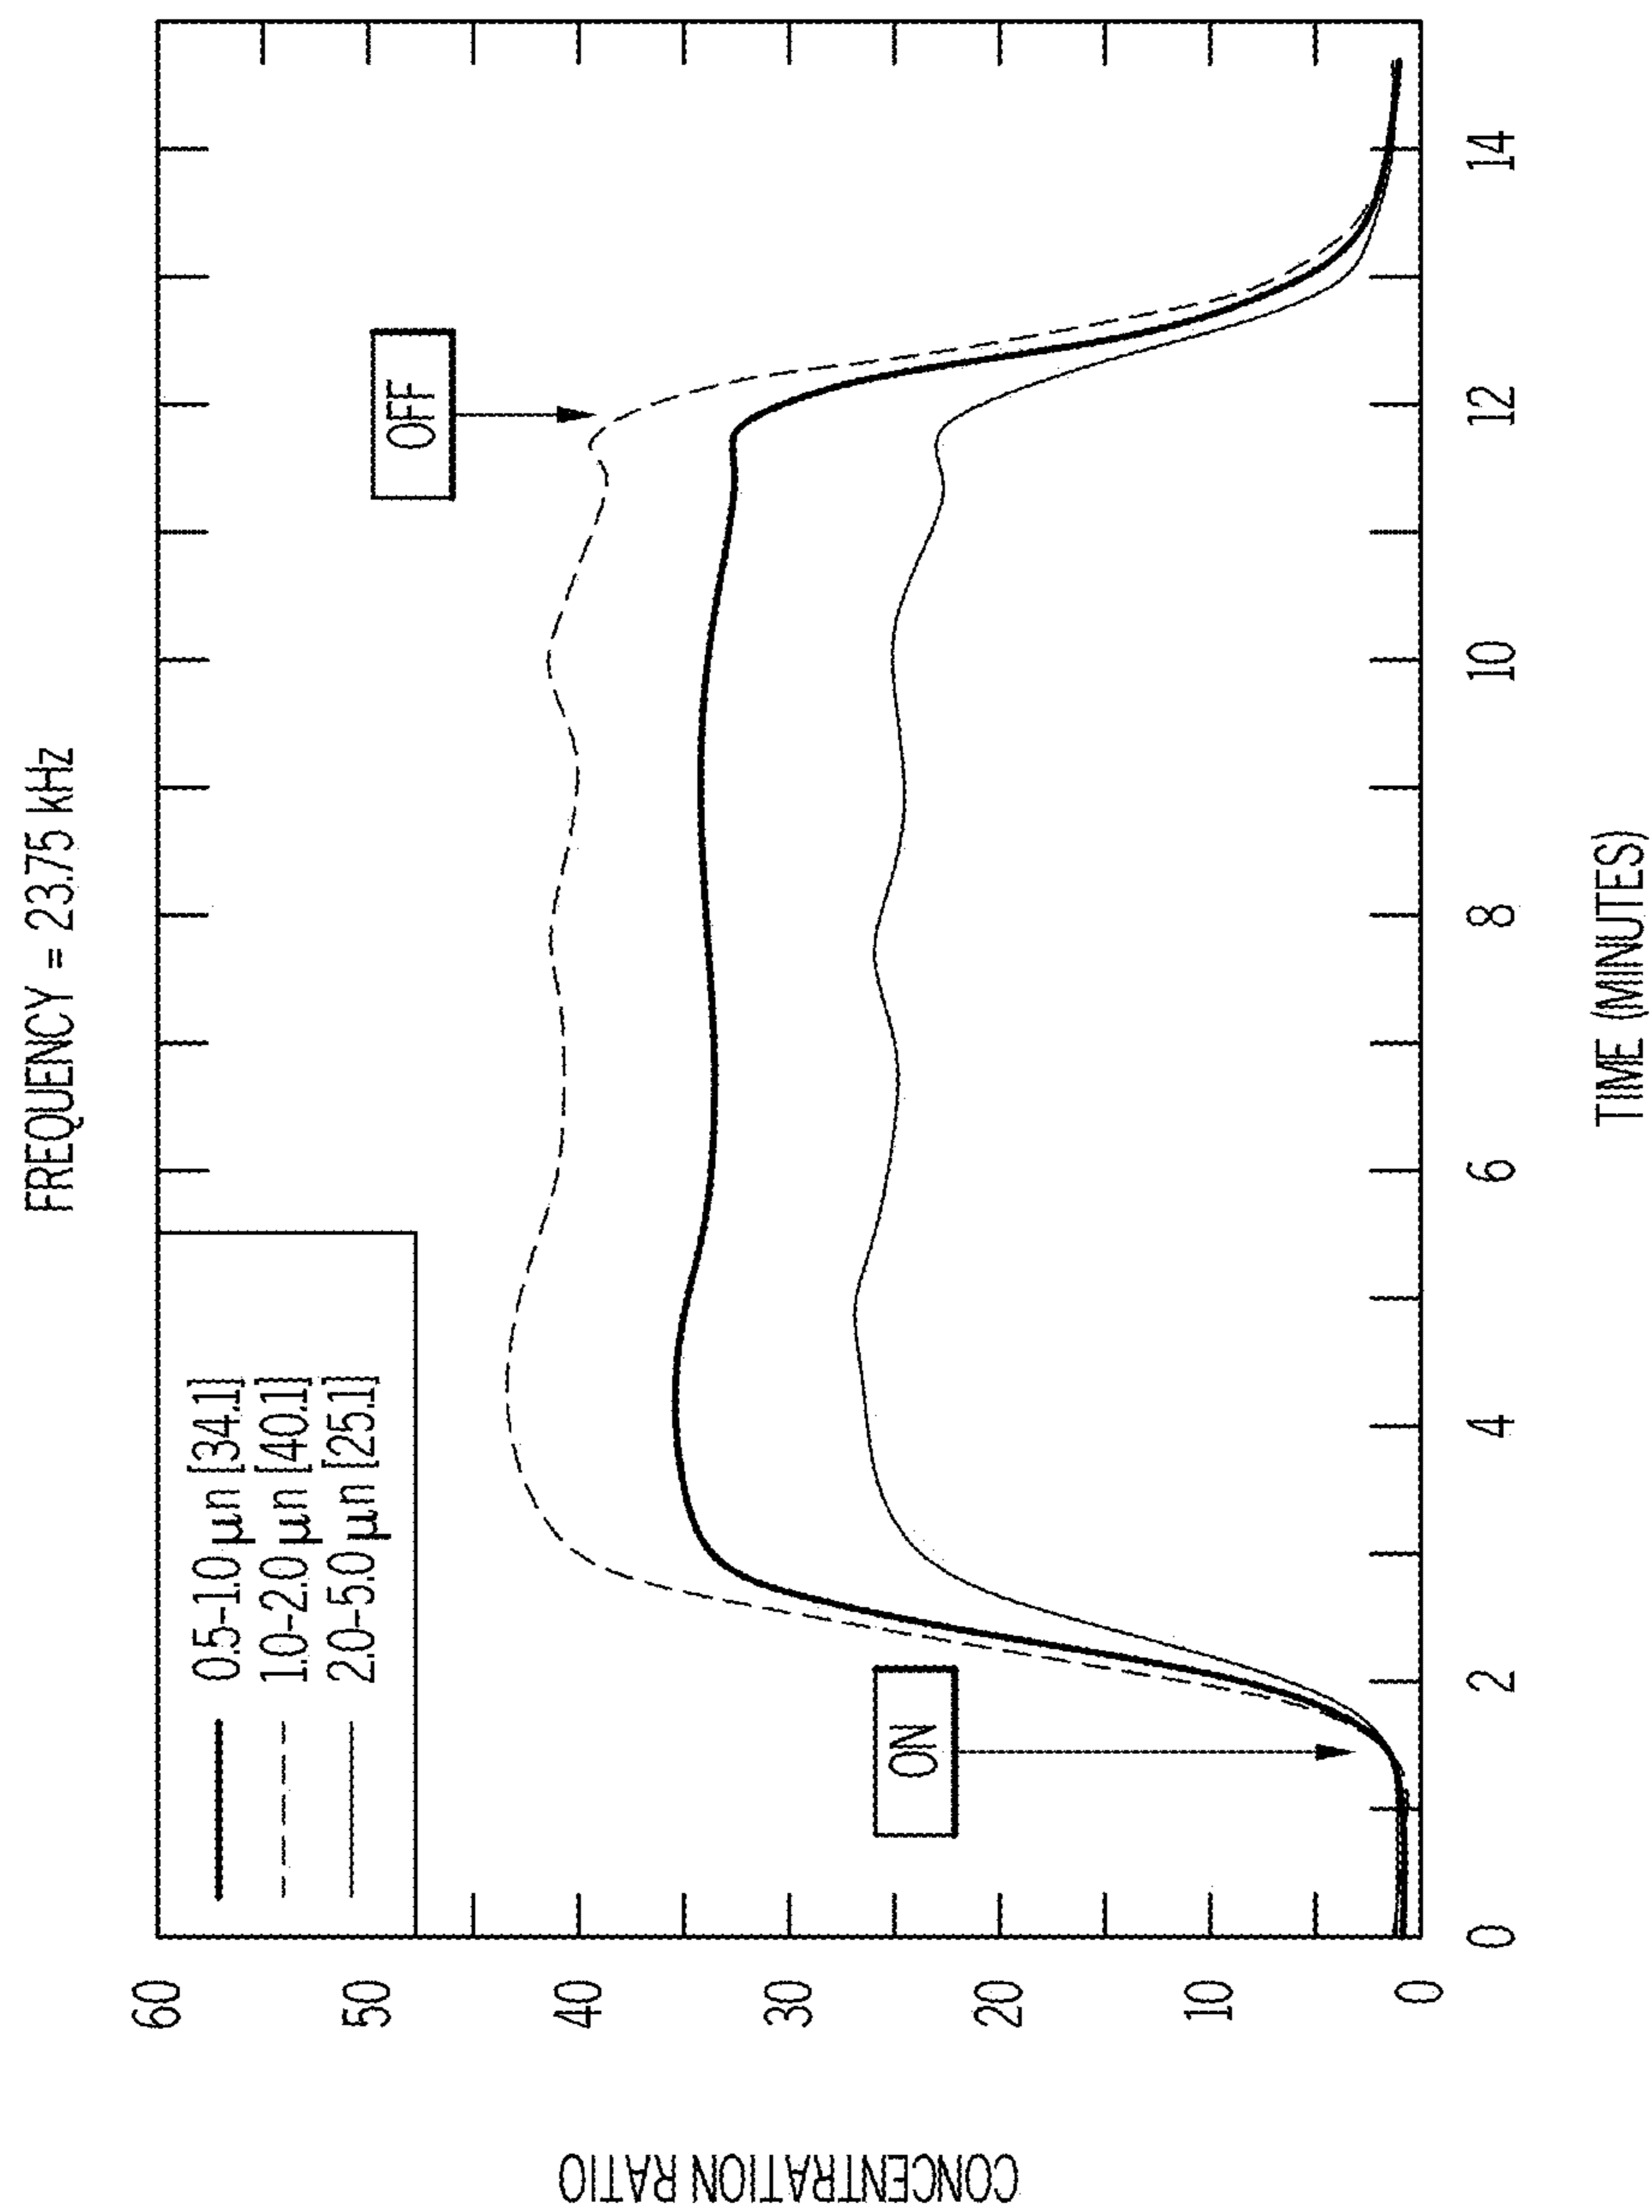 FREQUENCY = 23.75 kHz
0.5-1.0 μn [34.1]
1.0-2.0 μn [40.1]
2.0-5.0 μn [25.1]
OFF
ON
CONCENTRATION RATIO
60
50
40
30
20
10
0
0 2 4 6 8 10 12 14
TIME (MINUTES)